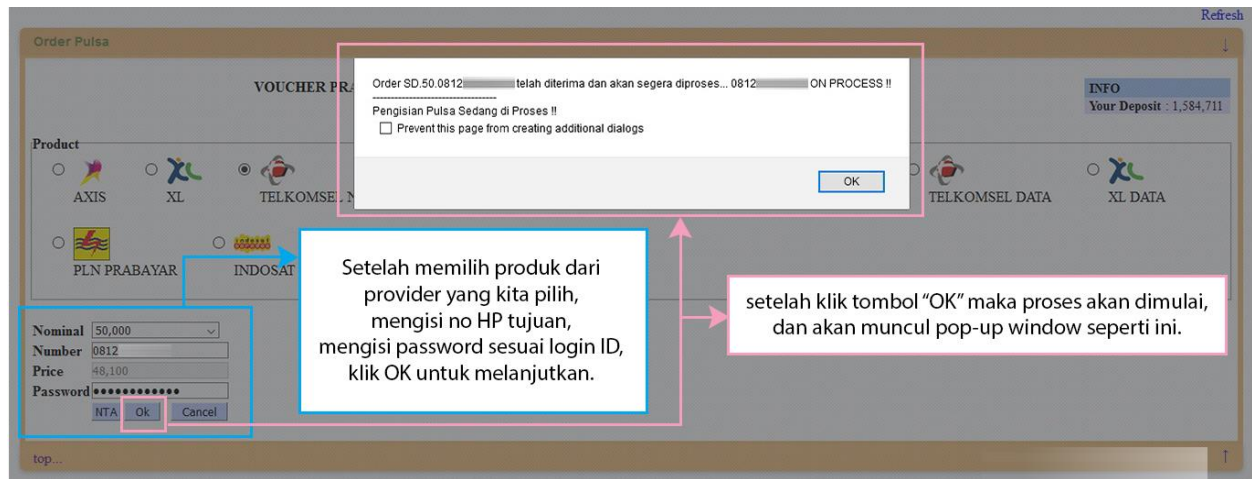 Refresh
Order Pulsa
↓
VOUCHER PRA
INFO
Your Deposit : 1,584,711
Order SD.50.0812 telah diterima dan akan segera diproses... 0812 ON PROCESS !!
--------------------------------
Pengisian Pulsa Sedang di Proses !!
Prevent this page from creating additional dialogs
OK
Product
AXIS XL TELKOMSEL N TELKOMSEL DATA XL DATA
PLN PRABAYAR INDOSAT
Setelah memilih produk dari
provider yang kita pilih,
mengisi no HP tujuan,
mengisi password sesuai login ID,
klik OK untuk melanjutkan.
setelah klik tombol “OK” maka proses akan dimulai,
dan akan muncul pop-up window seperti ini.
Nominal 50,000
Number 0812
Price 48,100
Password ••••••••••••
NTA Ok Cancel
top... ↑